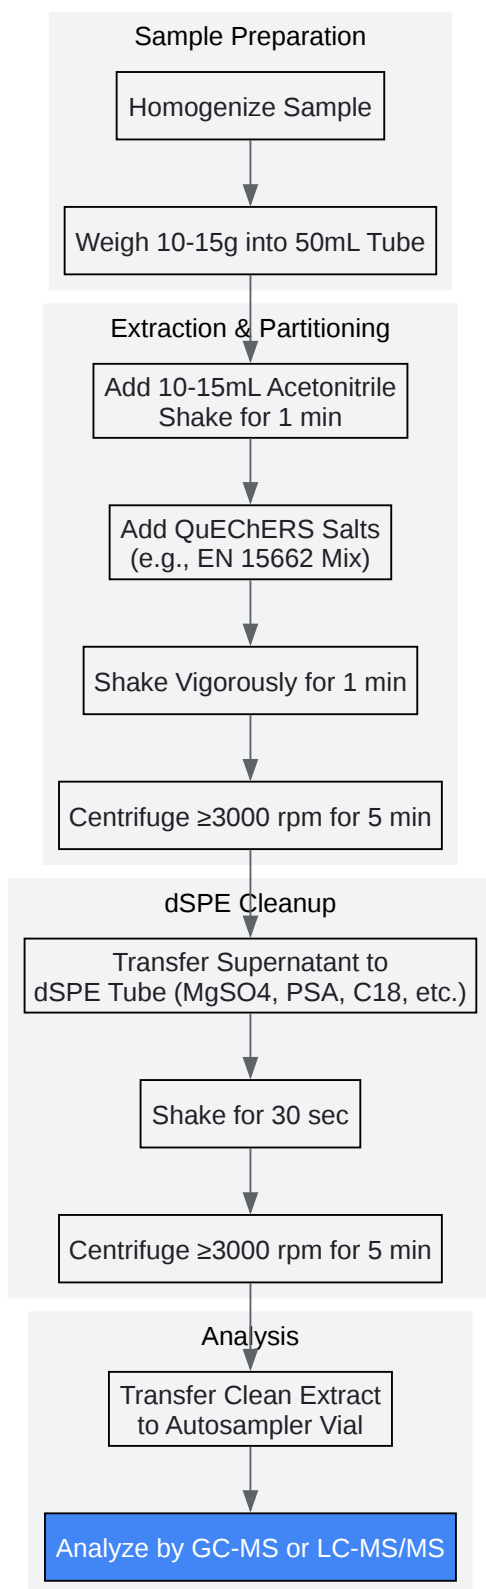 Sample Preparation
Homogenize Sample
Weigh 10-15g into 50mL Tube
Extraction & Partitioning
Add 10-15mL Acetonitrile
Shake for 1 min
Add QuEChERS Salts
(e.g., EN 15662 Mix)
Shake Vigorously for 1 min
Centrifuge ≥3000 rpm for 5 min
dSPE Cleanup
Transfer Supernatant to
dSPE Tube (MgSO4, PSA, C18, etc.)
Shake for 30 sec
Centrifuge ≥3000 rpm for 5 min
Analysis
Transfer Clean Extract
to Autosampler Vial
Analyze by GC-MS or LC-MS/MS